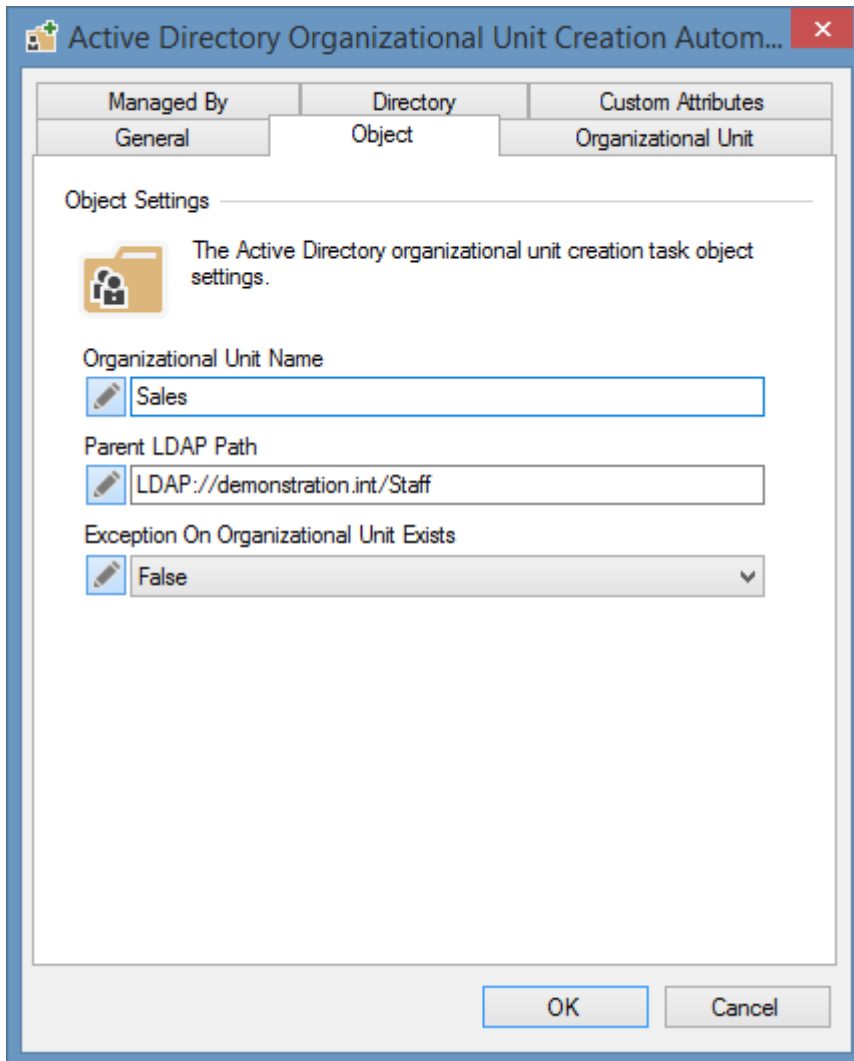 Active Directory Organizational Unit Creation Autom...
Managed By Directory Custom Attributes
General Object Organizational Unit
Object Settings
The Active Directory organizational unit creation task object
settings.
Organizational Unit Name
Sales
Parent LDAP Path
LDAP://demonstration.int/Staff
Exception On Organizational Unit Exists
False
OK Cancel